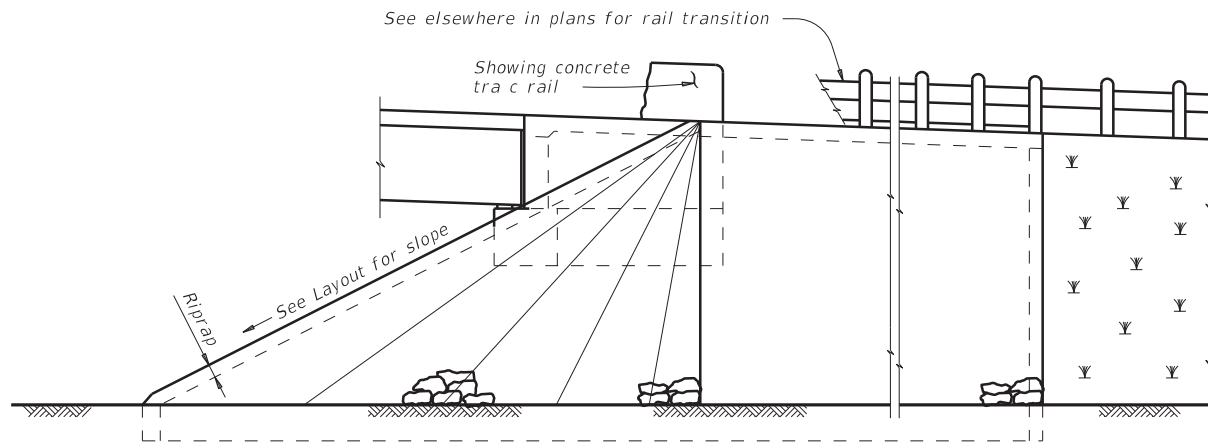 See elsewhere in plans for rail transition
Showing concrete
tra c rail
See Layout for slope
Riprap